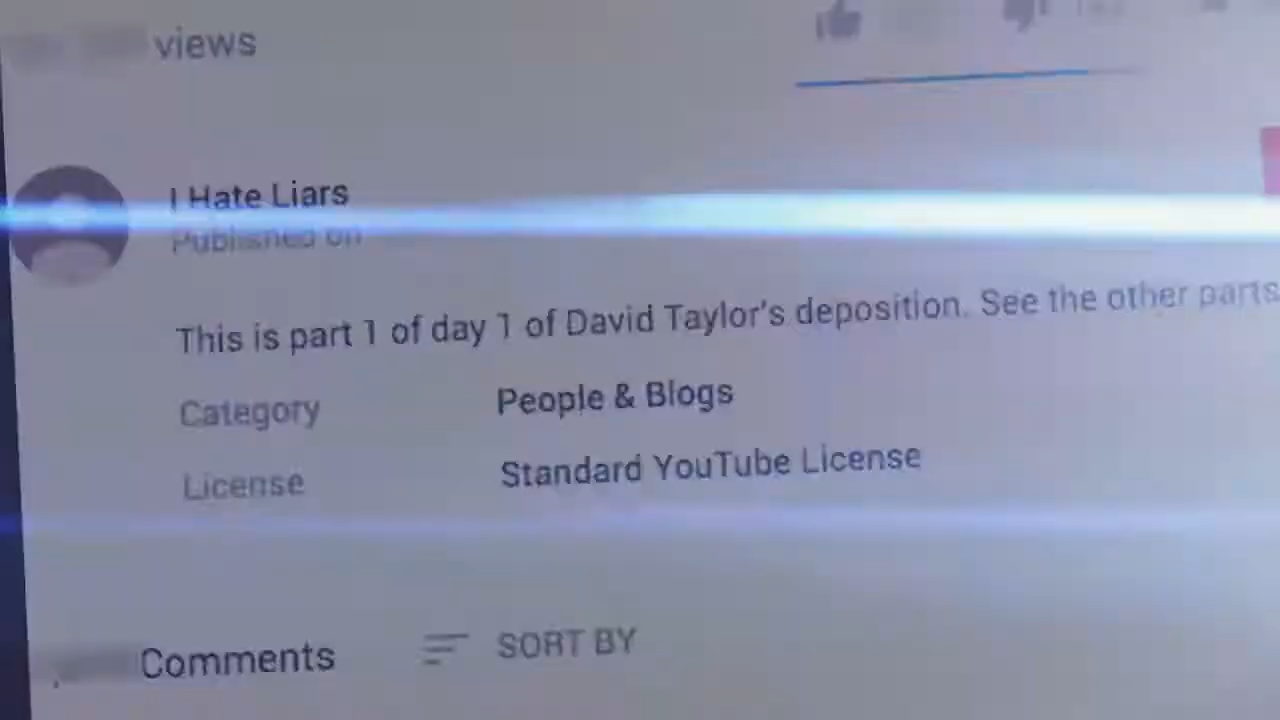 views
I Hate Liars
Published on
This is part 1 of day 1 of David Taylor's deposition. See the other parts
Category People & Blogs
License Standard YouTube License
Comments SORT BY